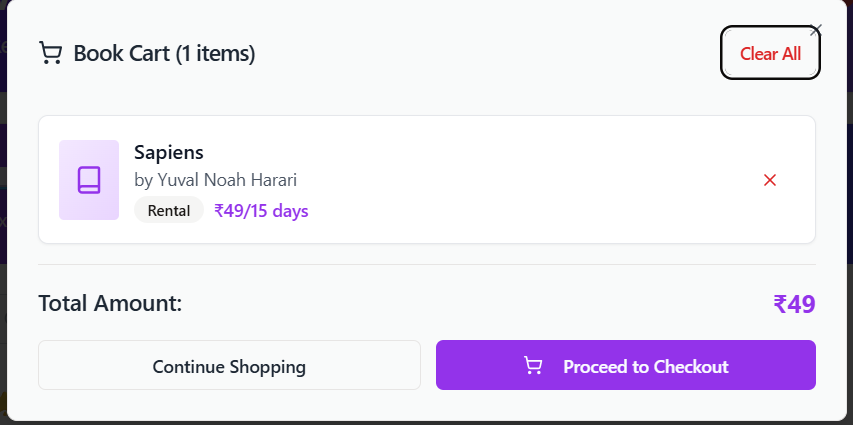 Book Cart (1 items)
Clear All
Sapiens
by Yuval Noah Harari
Rental
₹49/15 days
Total Amount:
₹49
Continue Shopping
Proceed to Checkout